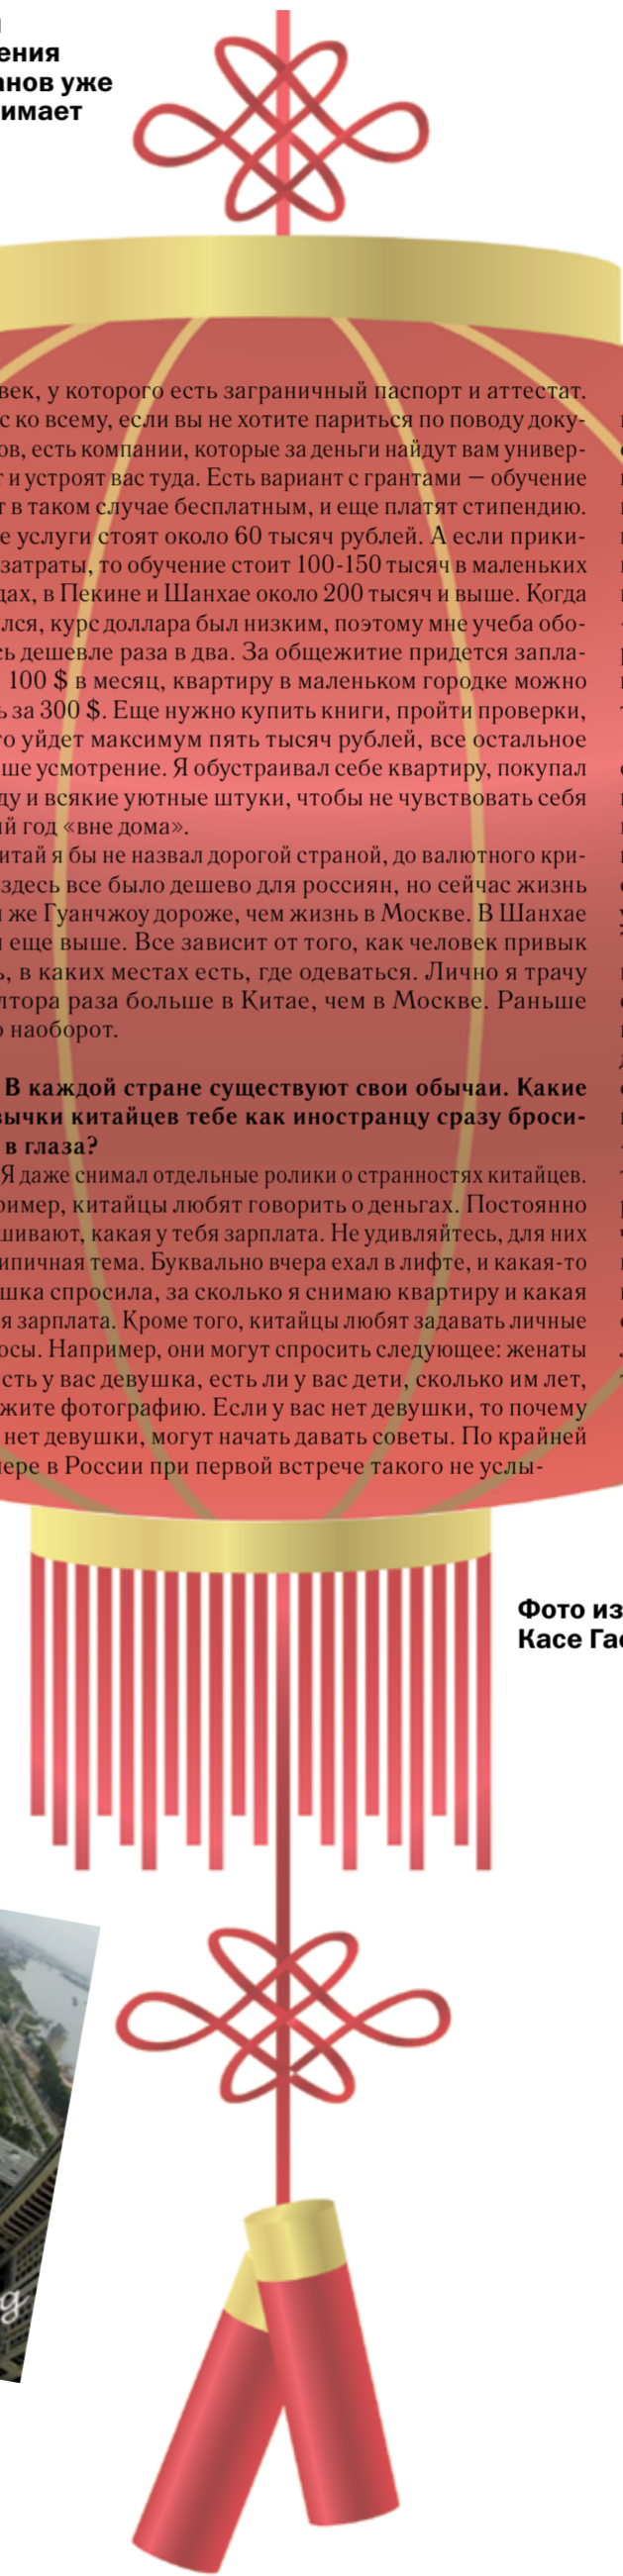 ения
анов уже
имает
век, у которого есть заграничный паспорт и аттестат.
с ко всему, если вы не хотите париться по поводу доку-
ов, есть компании, которые за деньги найдут вам универ-
т и устроят вас туда. Есть вариант с грантами — обучение
т в таком случае бесплатным, и еще платят стипендию.
е услуги стоят около 60 тысяч рублей. А если прики-
затраты, то обучение стоит 100-150 тысяч в маленьких
дах, в Пекине и Шанхае около 200 тысяч и выше. Когда
лся, курс доллара был низким, поэтому мне учеба обо-
сь дешевле раза в два. За общежитие придется запла-
100 $ в месяц, квартиру в маленьком городке можно
ь за 300 $. Еще нужно купить книги, пройти проверки,
то уйдет максимум пять тысяч рублей, все остальное
ше усмотрение. Я обустраивал себе квартиру, покупал
ду и всякие уютные штуки, чтобы не чувствовать себя
ый год «вне дома».
итай я бы не назвал дорогой страной, до валютного кри-
здесь все было дешево для россиян, но сейчас жизнь
м же Гуанчжоу дороже, чем жизнь в Москве. В Шанхае
ы еще выше. Все зависит от того, как человек привык
ь, в каких местах есть, где одеваться. Лично я трачу
лтора раза больше в Китае, чем в Москве. Раньше
о наоборот.
В каждой стране существуют свои обычаи. Какие
вычки китайцев тебе как иностранцу сразу броси-
в глаза?
Я даже снимал отдельные ролики о странностях китайцев.
ример, китайцы любят говорить о деньгах. Постоянно
шивают, какая у тебя зарплата. Не удивляйтесь, для них
ипичная тема. Буквально вчера ехал в лифте, и какая-то
шка спросила, за сколько я снимаю квартиру и какая
я зарплата. Кроме того, китайцы любят задавать личные
осы. Например, они могут спросить следующее: женаты
сть у вас девушка, есть ли у вас дети, сколько им лет,
жите фотографию. Если у вас нет девушки, то почему
нет девушки, могут начать давать советы. По крайней
мере в России при первой встрече такого не услы-
Фото из
Касе Гас
g